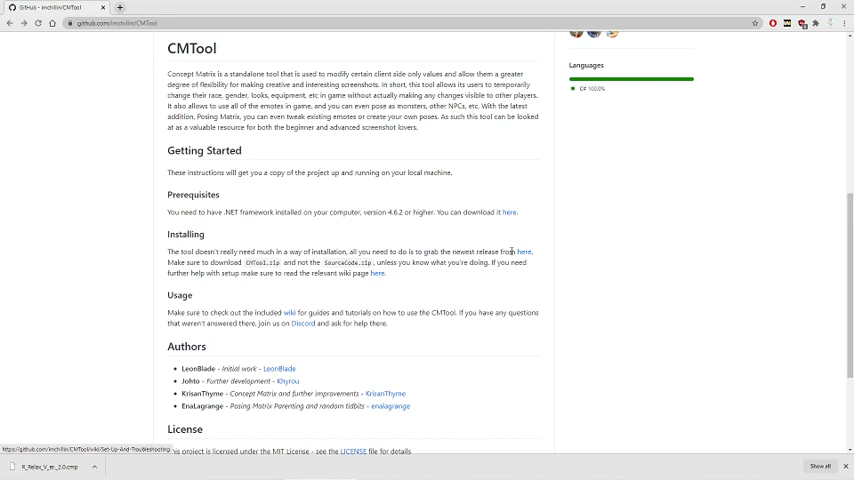 GitHub - imchillin/CMTool
github.com/imchillin/CMTool
CMTool
Concept Matrix is a standalone tool that is used to modify certain client side only values and allow them a greater
degree of flexibility for making creative and interesting screenshots. In short, this tool allows its users to temporarily
change their race, gender, looks, equipment, etc in game without actually making any changes visible to other players.
It also allows to use all of the emotes in game, and you can even pose as monsters, other NPCs, etc. With the latest
addition, Posing Matrix, you can even tweak existing emotes or create your own poses. As such this tool can be looked
at as a valuable resource for both the beginner and advanced screenshot lovers.
Languages
C# 100.0%
Getting Started
These instructions will get you a copy of the project up and running on your local machine.
Prerequisites
You need to have .NET framework installed on your computer, version 4.6.2 or higher. You can download it here.
Installing
The tool doesn't really need much in a way of installation, all you need to do is to grab the newest release from here.
Make sure to download CMTool.zip and not the SourceCode.zip, unless you know what you're doing. If you need
further help with setup make sure to read the relevant wiki page here.
Usage
Make sure to check out the included wiki for guides and tutorials on how to use the CMTool. If you have any questions
that weren't answered there, join us on Discord and ask for help there.
Authors
LeonBlade - Initial work - LeonBlade
Johto - Further development - Khyrou
KrisanThyme - Concept Matrix and further improvements - KrisanThyme
EnaLagrange - Posing Matrix Parenting and random tidbits - enalagrange
License
This project is licensed under the MIT License - see the LICENSE file for details
https://github.com/imchillin/CMTool/wiki/Set-Up-And-Troubleshooting
R_Relax_V_m_2.0.cmp
Show all